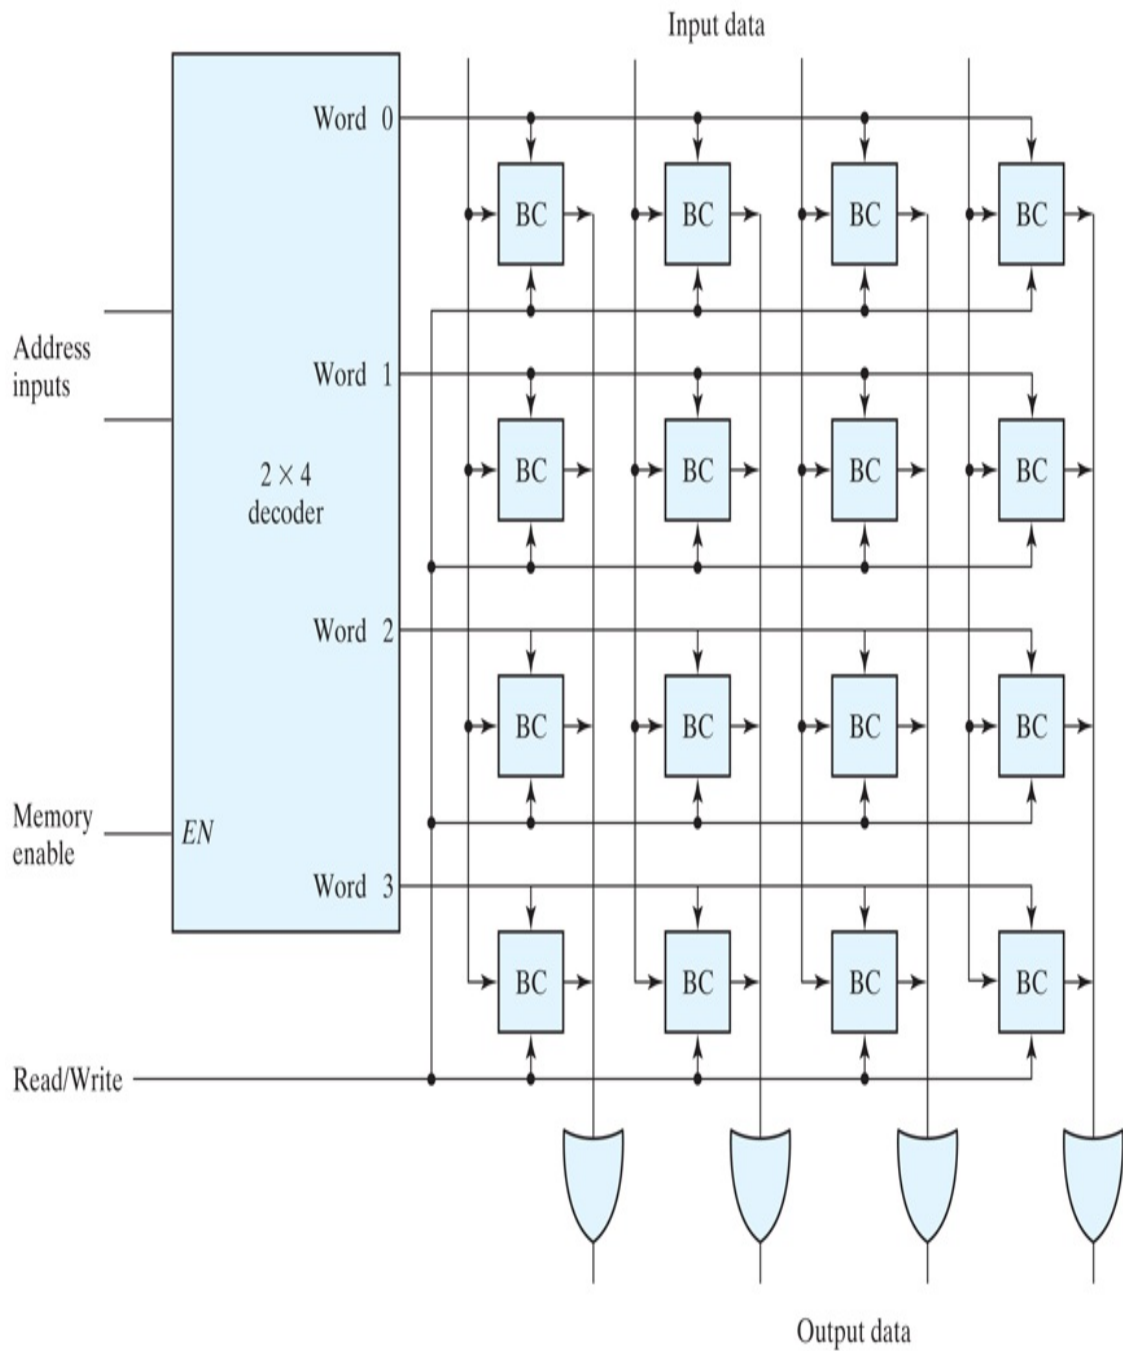 Input data
Word 0
BC BC BC BC
Address
inputs
Word 1
BC BC BC BC
2 × 4
decoder
Word 2
BC BC BC BC
Memory
enable
EN
Word 3
BC BC BC BC
Read/Write
Output data